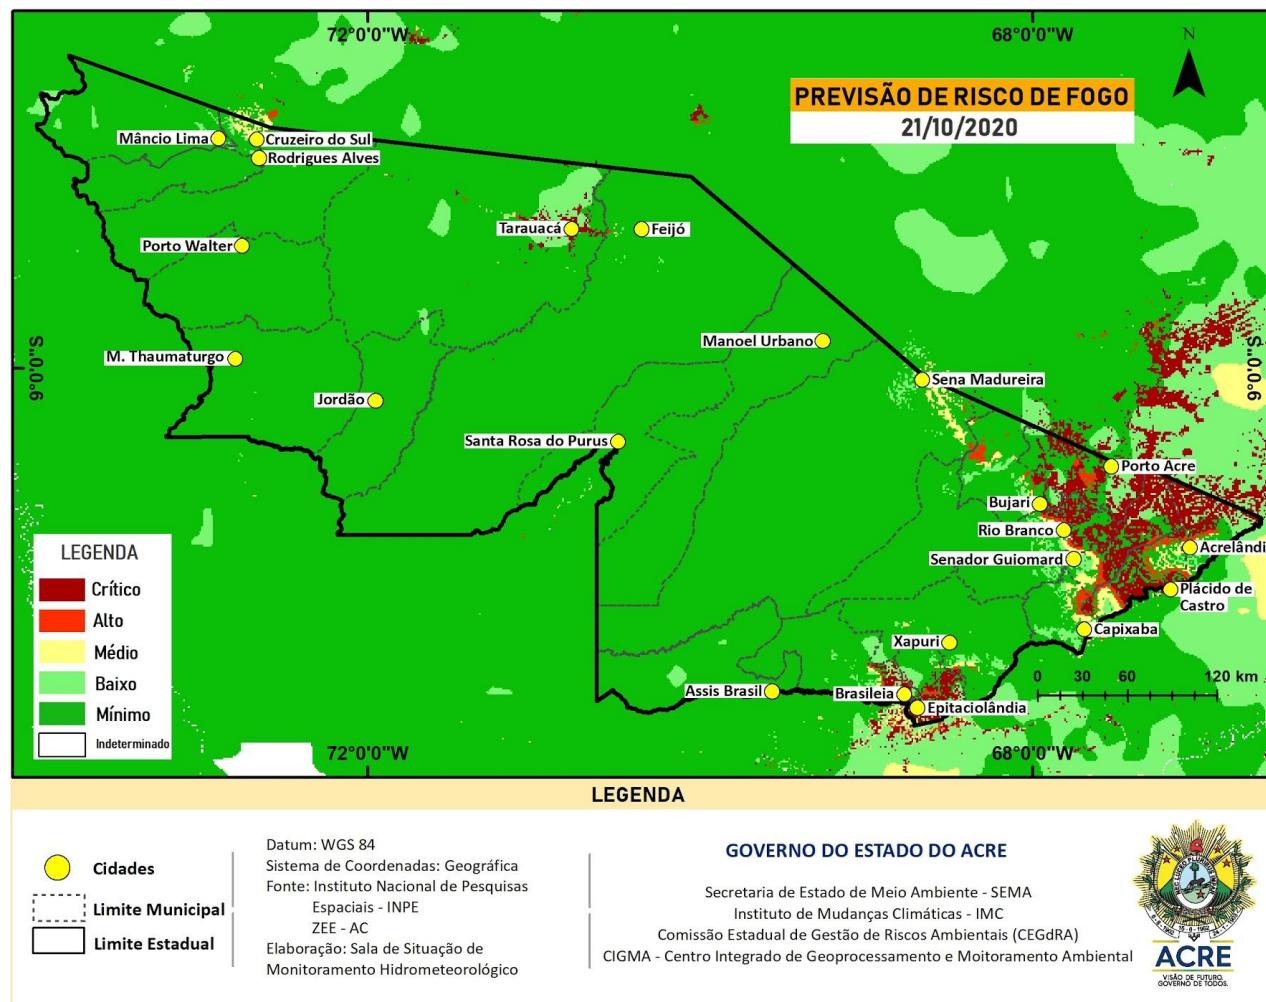 72°0'0"W
68°0'0"W
N
PREVISÃO DE RISCO DE FOGO
21/10/2020
Mâncio Lima
Cruzeiro do Sul
Rodrigues Alves
Tarauacá
Feijó
Porto Walter
Manoel Urbano
M. Thaumaturgo
9°0'0"S
9°0'0"S
Sena Madureira
Jordão
Santa Rosa do Purus
Porto Acre
Bujari
Rio Branco
Acrelândi
Senador Guiomard
Plácido de
Castro
Capixaba
Xapuri
Assis Brasil
Brasileia
Epitaciolândia
0 30 60 120 km
LEGENDA
Crítico
Alto
Médio
Baixo
Mínimo
Indeterminado
72°0'0"W
68°0'0"W
LEGENDA
Cidades
Limite Municipal
Limite Estadual
Datum: WGS 84
Sistema de Coordenadas: Geográfica
Fonte: Instituto Nacional de Pesquisas
Espaciais - INPE
ZEE - AC
Elaboração: Sala de Situação de
Monitoramento Hidrometeorológico
GOVERNO DO ESTADO DO ACRE
Secretaria de Estado de Meio Ambiente - SEMA
Instituto de Mudanças Climáticas - IMC
Comissão Estadual de Gestão de Riscos Ambientais (CEGdRA)
CIGMA - Centro Integrado de Geoprocessamento e Moitoramento Ambiental
ACRE
VISÃO DE FUTURO.
GOVERNO DE TODOS.